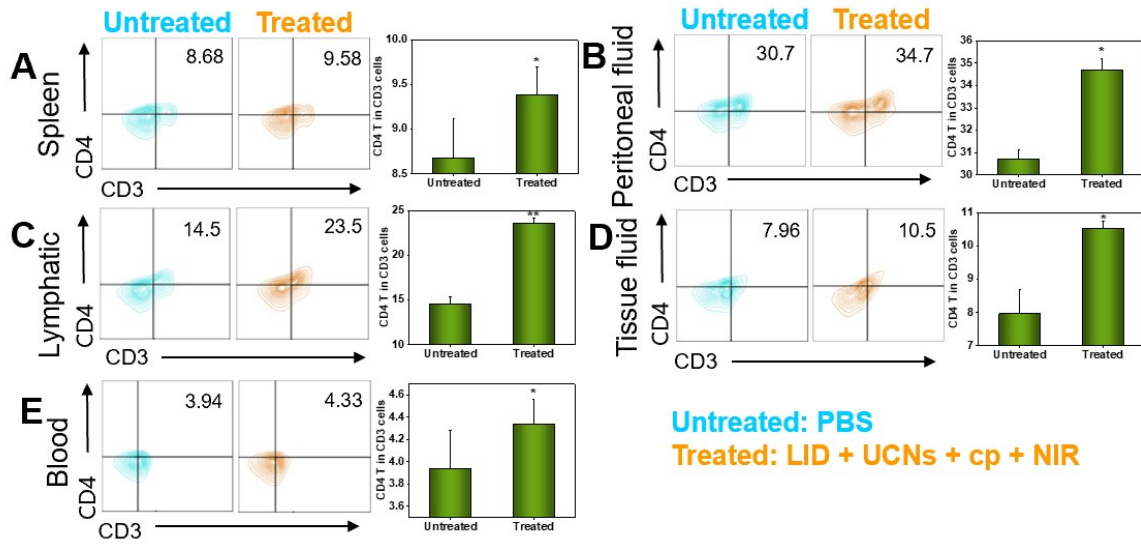 Untreated Treated
A
Spleen
CD4
8.68
9.58
CD3
CD4 T in CD3 cells
10.0
9.5
9.0
8.5
*
Untreated Treated
Untreated Treated
B
Peritoneal fluid
CD4
30.7
34.7
CD3
CD4 T in CD3 cells
36
35
34
33
32
31
30
*
Untreated Treated
C
Lymphatic
CD4
14.5
23.5
CD3
CD4 T in CD3 cells
25
20
15
10
**
Untreated Treated
D
Tissue fluid
CD4
7.96
10.5
CD3
CD4 T in CD3 cells
11
10
9
8
7
*
Untreated Treated
E
Blood
CD4
3.94
4.33
CD3
CD4 T in CD3 cells
4.6
4.4
4.2
4.0
3.8
3.6
*
Untreated Treated
Untreated: PBS
Treated: LID + UCNs + cp + NIR